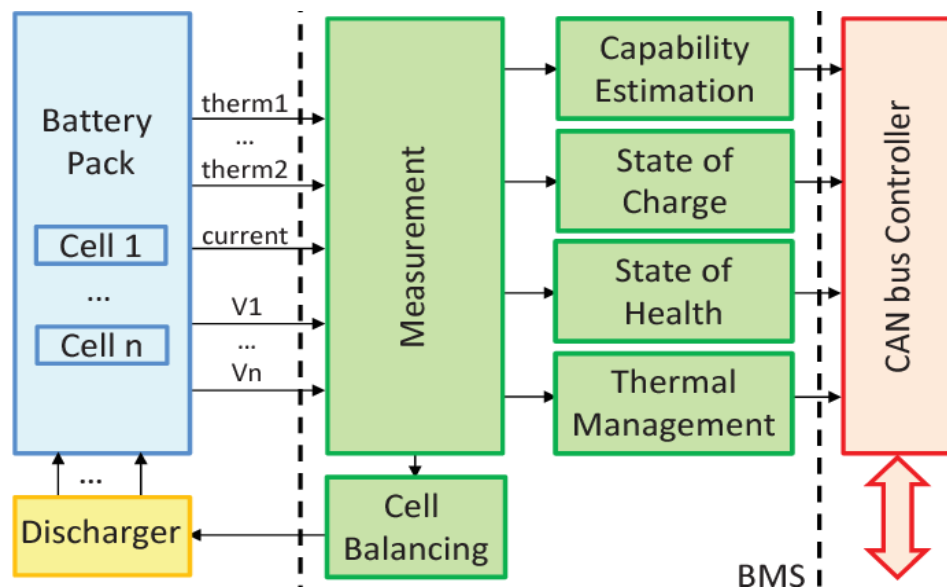 Battery
Pack
Cell 1
...
Cell n
therm1
...
therm2
current
V1
...
Vn
Measurement
Capability
Estimation
State of
Charge
State of
Health
Thermal
Management
CAN bus Controller
...
Discharger
Cell
Balancing
BMS